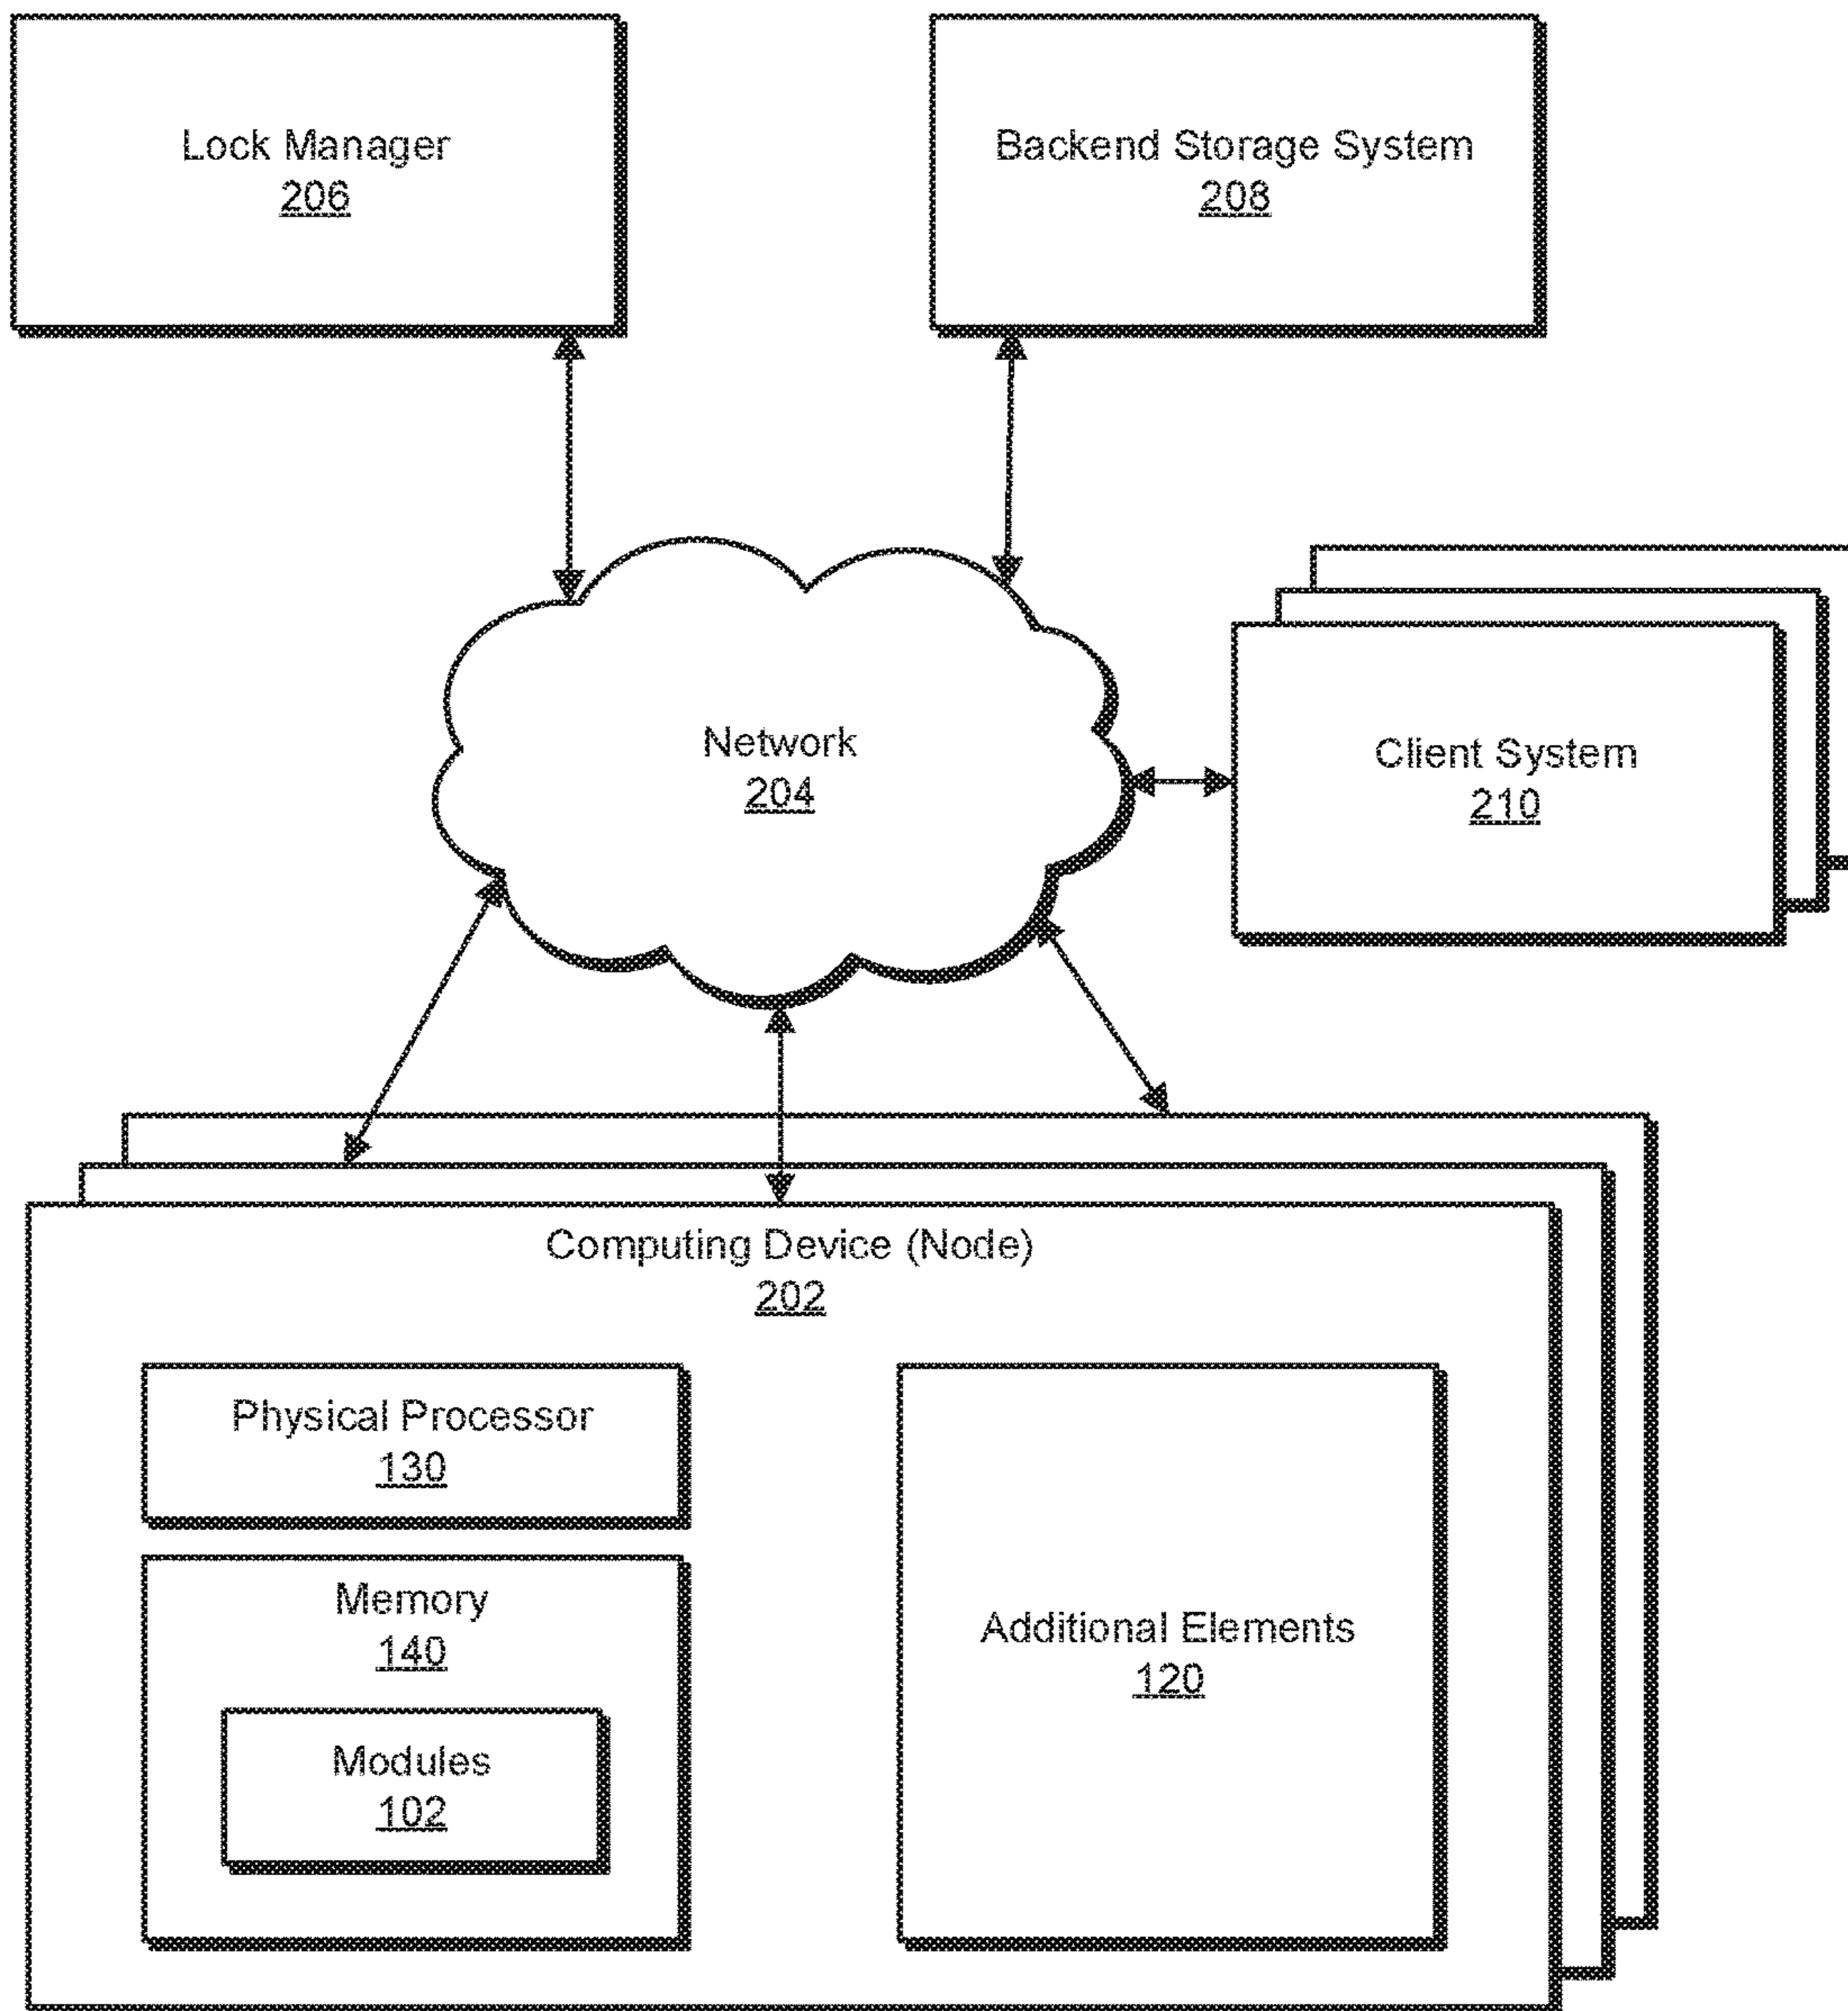 Lock Manager
206
Backend Storage System
208
Network
204
Client System
210
Computing Device (Node)
202
Physical Processor
130
Memory
140
Modules
102
Additional Elements
120